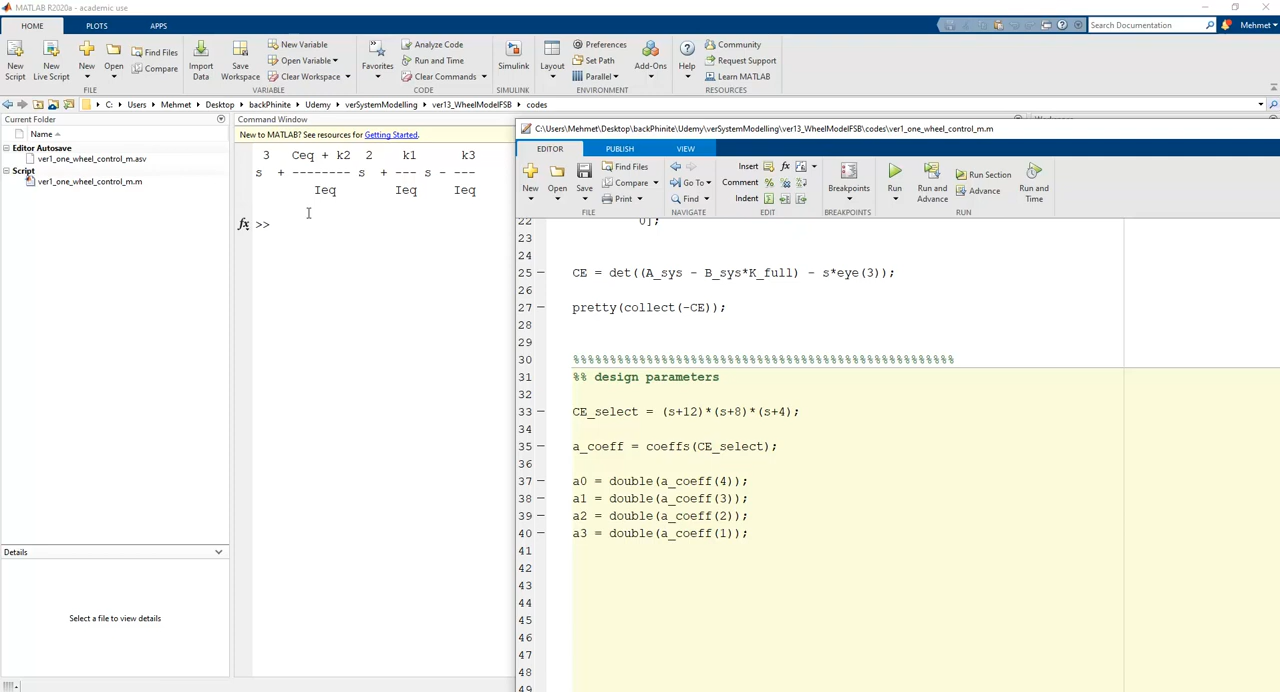 MATLAB R2020a - academic use
HOME PLOTS APPS
Search Documentation Mehmet
New Script New Live Script New Open Find Files Compare
Import Data Save Workspace New Variable Open Variable Clear Workspace
Favorites Analyze Code Run and Time Clear Commands
Simulink Layout Preferences Set Path Parallel Add-Ons
Help Community Request Support Learn MATLAB
FILE VARIABLE CODE SIMULINK ENVIRONMENT RESOURCES
C: Users Mehmet Desktop backPhinite Udemy verSystemModelling ver13_WheelModelFSB codes
Current Folder
Name
Editor Autosave
ver1_one_wheel_control_m.asv
Script
ver1_one_wheel_control_m.m
Details
Select a file to view details
Command Window
New to MATLAB? See resources for Getting Started.
3 Ceq + k2 2 k1 k3
s + -------- s + --- s - ---
Ieq Ieq Ieq
fx >>
C:\Users\Mehmet\Desktop\backPhinite\Udemy\verSystemModelling\ver13_WheelModelFSB\codes\ver1_one_wheel_control_m.m
EDITOR PUBLISH VIEW
New Open Save Find Files Compare Print
Go To Find
Insert fx
Comment %
Indent
Breakpoints
Run Run and Advance Run Section Advance Run and Time
FILE NAVIGATE EDIT BREAKPOINTS RUN
22 0];
23
24
25 CE = det((A_sys - B_sys*K_full) - s*eye(3));
26
27 pretty(collect(-CE));
28
29
30 %%%%%%%%%%%%%%%%%%%%%%%%%%%%%%%%%%%%%%%%%%%%%%%%%%%%
31 %% design parameters
32
33 CE_select = (s+12)*(s+8)*(s+4);
34
35 a_coeff = coeffs(CE_select);
36
37 a0 = double(a_coeff(4));
38 a1 = double(a_coeff(3));
39 a2 = double(a_coeff(2));
40 a3 = double(a_coeff(1));
41
42
43
44
45
46
47
48
49